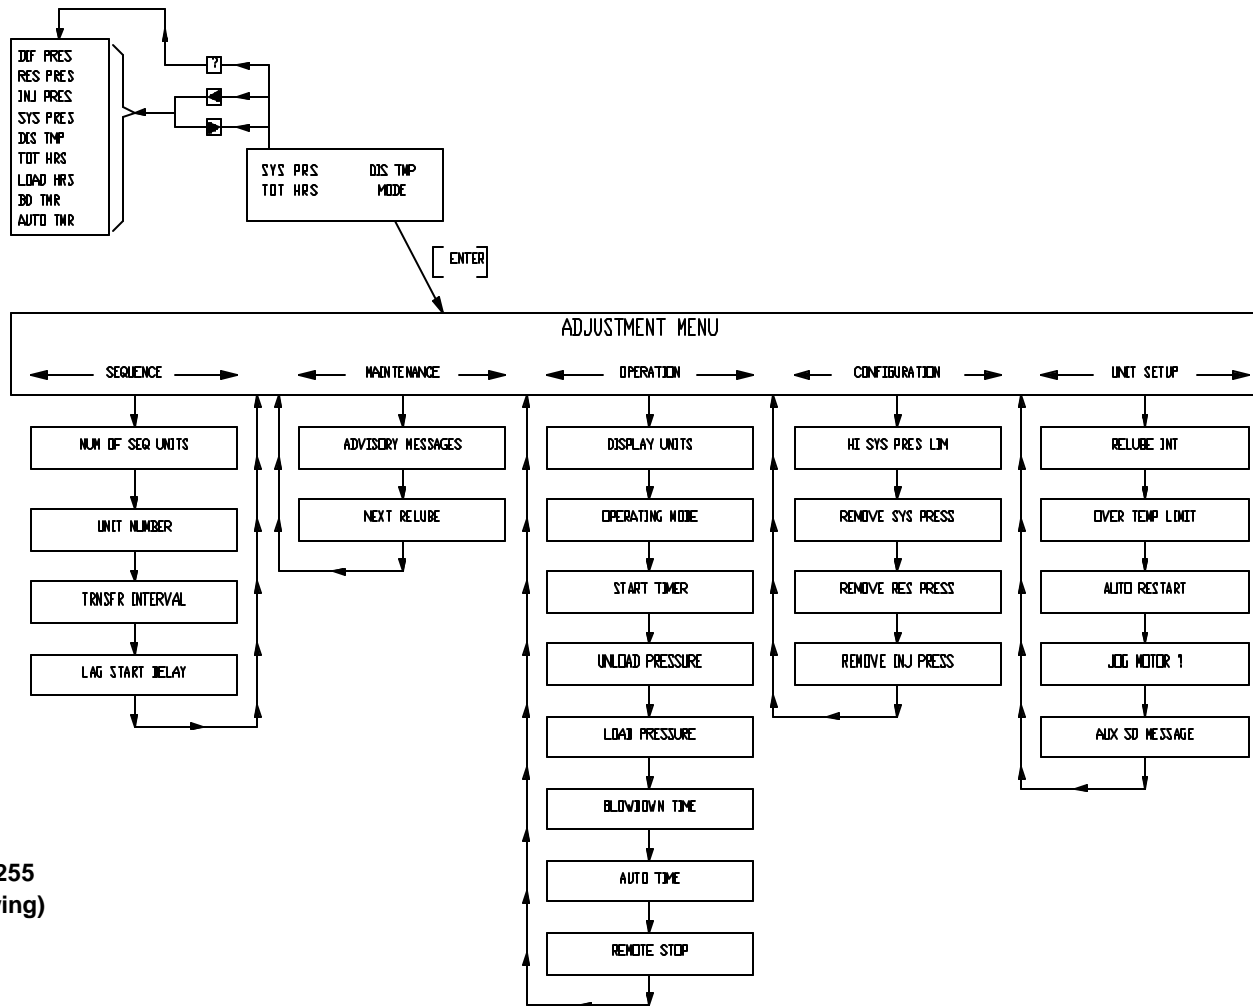 DIF PRES
RES PRES
INJ PRES
SYS PRES
DIS TMP
TOT HRS
LOAD HRS
BD TMR
AUTO TMR
?
SYS PRS DIS TMP
TOT HRS MODE
ENTER
ADJUSTMENT MENU
SEQUENCE MAINTENANCE OPERATION CONFIGURATION UNIT SETUP
NUM OF SEQ UNITS
UNIT NUMBER
TRNSFR INTERVAL
LAG START DELAY
ADVISORY MESSAGES
NEXT RELUBE
DISPLAY UNITS
OPERATING MODE
START TIMER
UNLOAD PRESSURE
LOAD PRESSURE
BLOWDOWN TIME
AUTO TIME
REMOTE STOP
HI SYS PRES LIM
REMOVE SYS PRESS
REMOVE RES PRESS
REMOVE INJ PRESS
RELUBE INT
OVER TEMP LIMIT
AUTO RESTART
JOG MOTOR ?
AUX SD MESSAGE
255
ing)